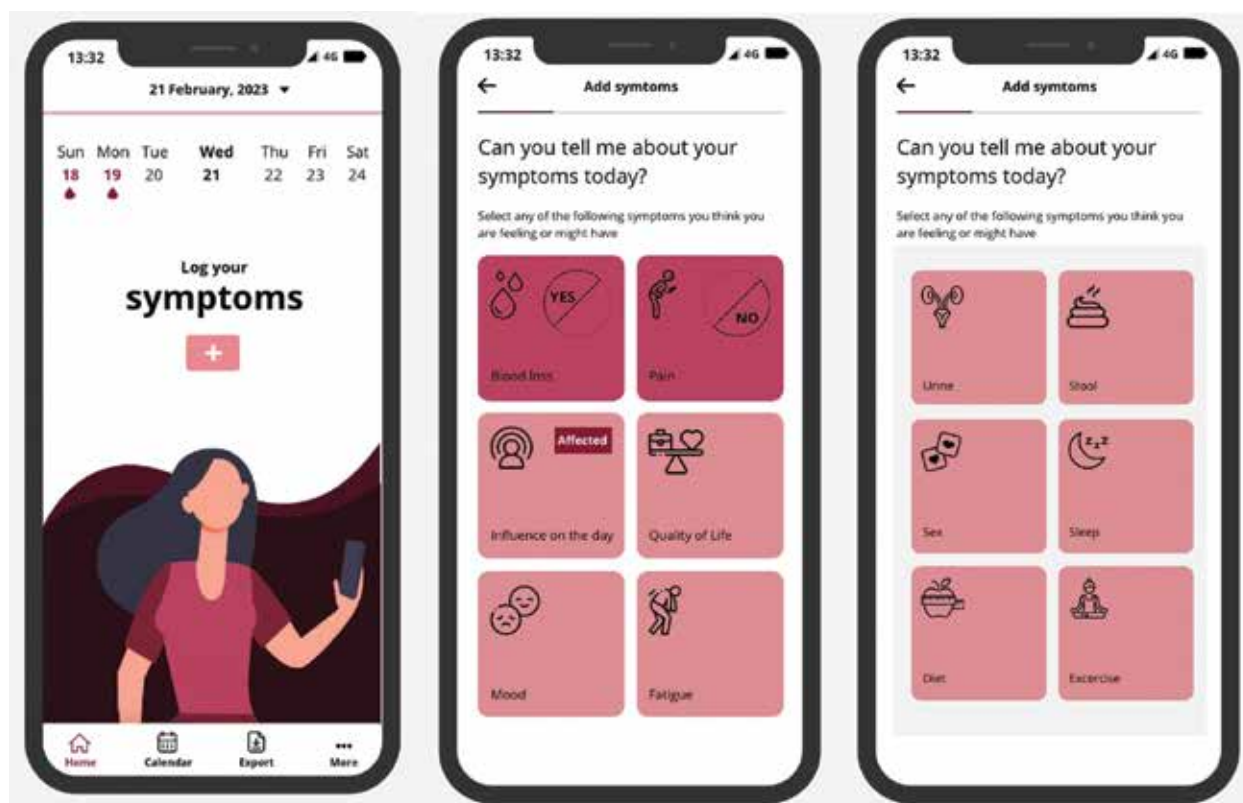 13:32
4G
21 February, 2023
Sun Mon Tue Wed Thu Fri Sat
18 19 20 21 22 23 24
Log your
symptoms
+
Home Calendar Export More
13:32
4G
Add symtoms
Can you tell me about your
symptoms today?
Select any of the following symptoms you think you
are feeling or might have
YES
NO
Blood loss
Pain
Affected
Influence on the day
Quality of Life
Mood
Fatigue
13:32
4G
Add symtoms
Can you tell me about your
symptoms today?
Select any of the following symptoms you think you
are feeling or might have
Urine
Stool
Sex
zzz
Sleep
Diet
Excercise